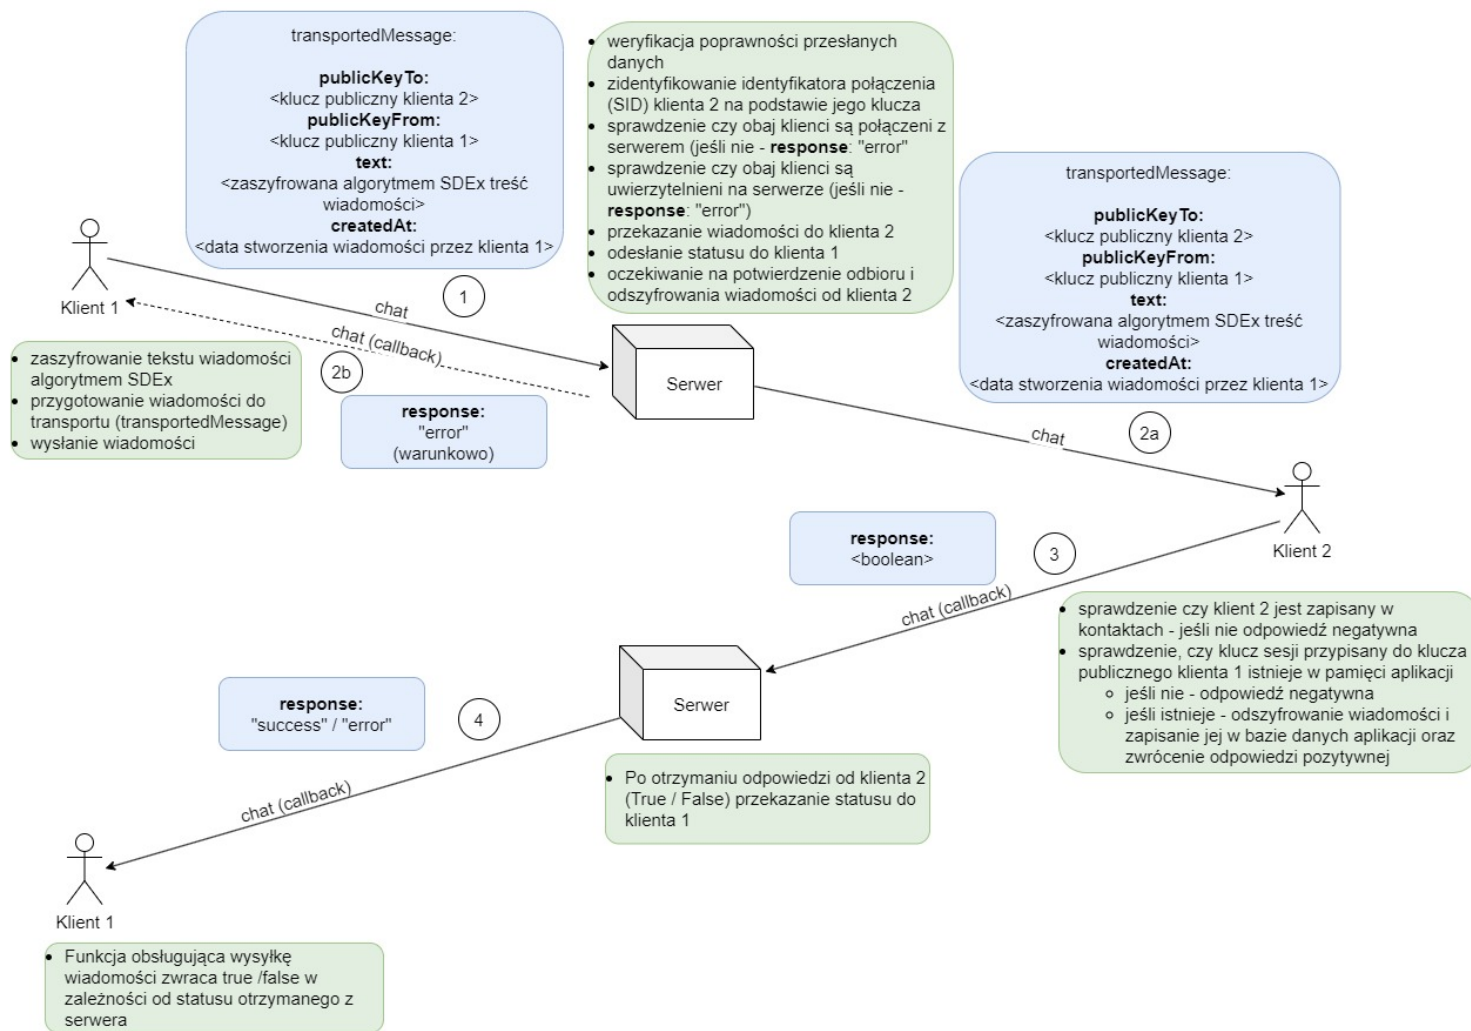 transportedMessage:
publicKeyTo:
<klucz publiczny klienta 2>
publicKeyFrom:
<klucz publiczny klienta 1>
text:
<zaszyfrowana algorytmem SDEx treść
wiadomości>
createdAt:
<data stworzenia wiadomości przez klienta 1>
• weryfikacja poprawności przesłanych
danych
• zidentyfikowanie identyfikatora połączenia
(SID) klienta 2 na podstawie jego klucza
• sprawdzenie czy obaj klienci są połączeni z
serwerem (jeśli nie - response: "error"
• sprawdzenie czy obaj klienci są
uwierzytelnieni na serwerze (jeśli nie -
response: "error")
• przekazanie wiadomości do klienta 2
• odesłanie statusu do klienta 1
• oczekiwanie na potwierdzenie odbioru i
odszyfrowania wiadomości od klienta 2
transportedMessage:
publicKeyTo:
<klucz publiczny klienta 2>
publicKeyFrom:
<klucz publiczny klienta 1>
text:
<zaszyfrowana algorytmem SDEx treść
wiadomości>
createdAt:
<data stworzenia wiadomości przez klienta 1>
Klient 1
chat
1
chat (callback)
2b
Serwer
• zaszyfrowanie tekstu wiadomości
algorytmem SDEx
• przygotowanie wiadomości do
transportu (transportedMessage)
• wysłanie wiadomości
response:
"error"
(warunkowo)
chat
2a
Klient 2
response:
<boolean>
3
chat (callback)
• sprawdzenie czy klient 2 jest zapisany w
kontaktach - jeśli nie odpowiedź negatywna
• sprawdzenie, czy klucz sesji przypisany do klucza
publicznego klienta 1 istnieje w pamięci aplikacji
○ jeśli nie - odpowiedź negatywna
○ jeśli istnieje - odszyfrowanie wiadomości i
zapisanie jej w bazie danych aplikacji oraz
zwrócenie odpowiedzi pozytywnej
Serwer
response:
"success" / "error"
4
chat (callback)
• Po otrzymaniu odpowiedzi od klienta 2
(True / False) przekazanie statusu do
klienta 1
Klient 1
• Funkcja obsługująca wysyłkę
wiadomości zwraca true /false w
zależności od statusu otrzymanego z
serwera